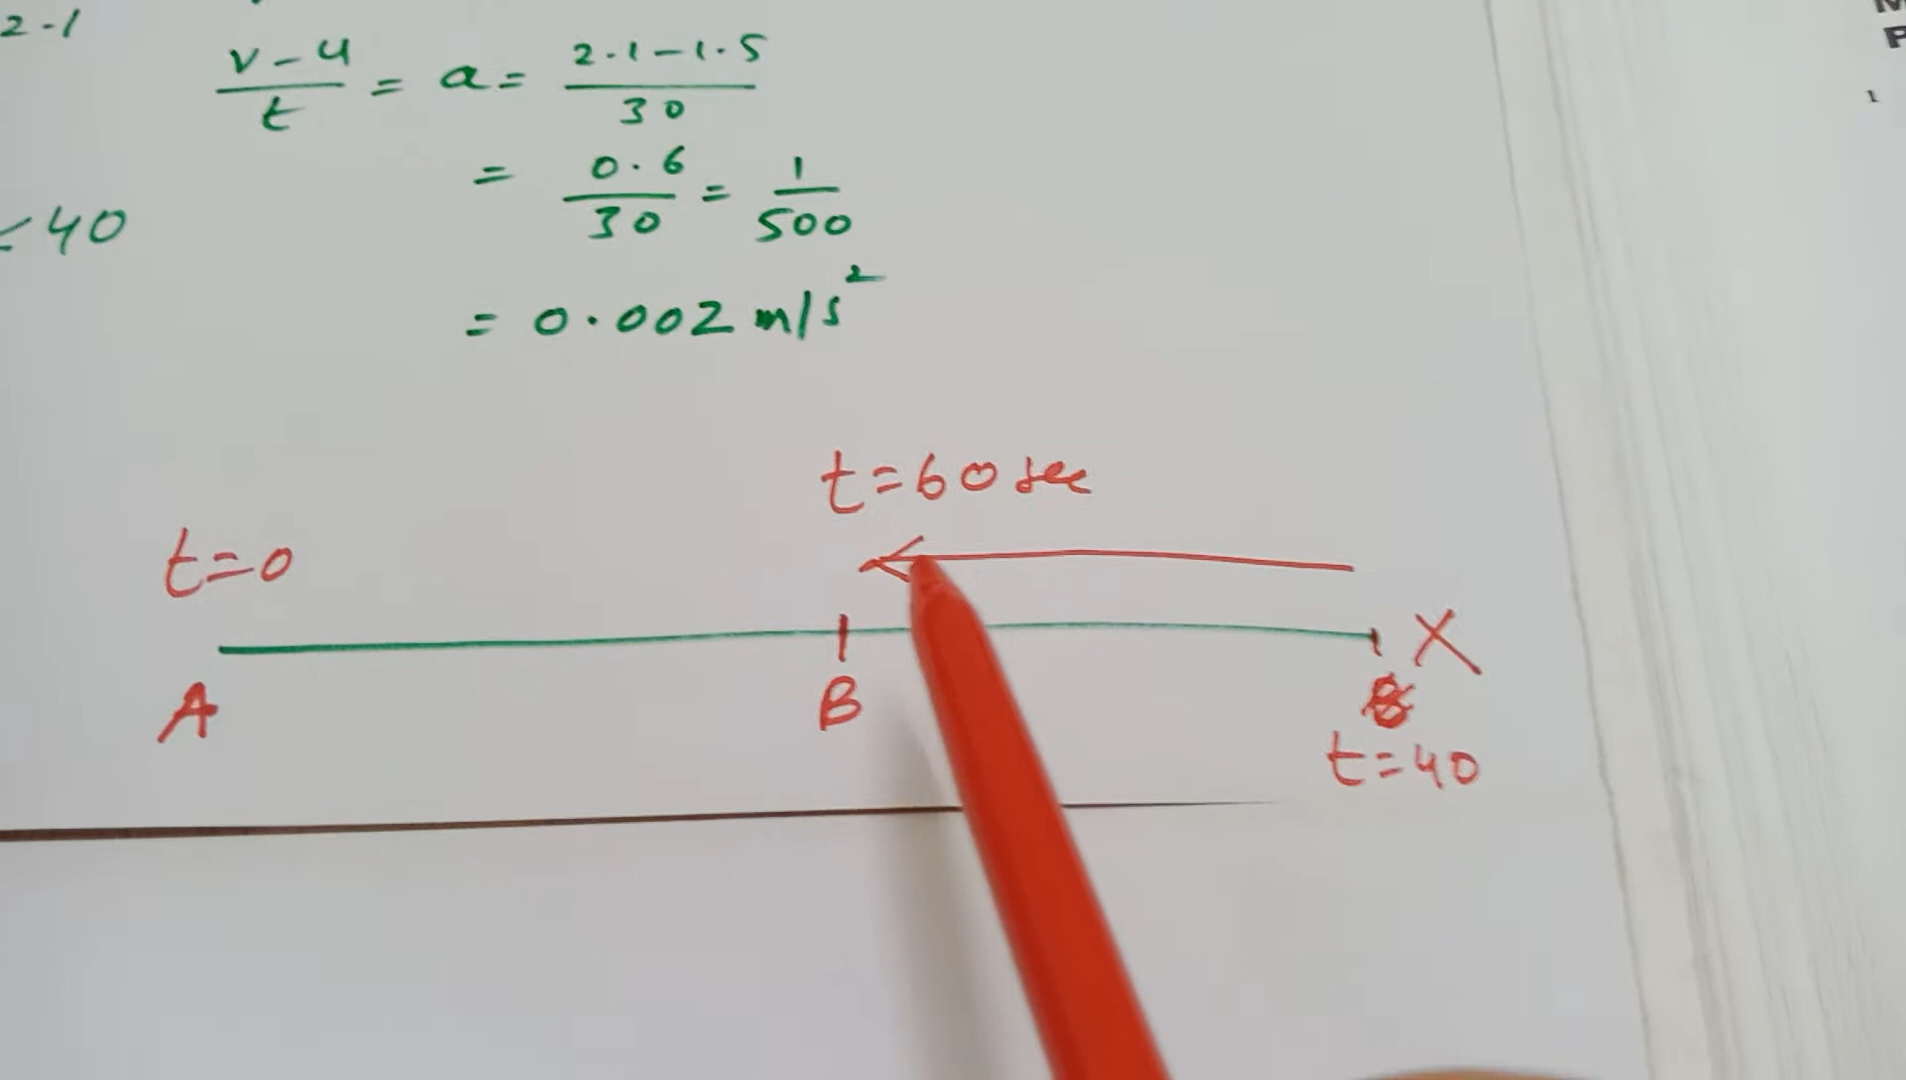 2.1
v-u/t = a = 2.1-1.5/30
= 0.6/30 = 1/500
<40
= 0.002 m/s²
t=60 sec
t=0
X
A B
t=40
1